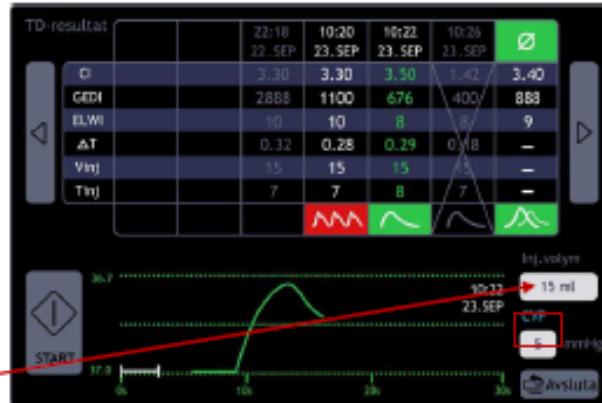 TD-resultat
22:18 10:20 10:22 10:26 Ø
22.SEP 23.SEP 23.SEP 23.SEP
CI 3.30 3.30 3.50 1.42 3.40
GEDI 2888 1100 676 400 888
ELWI 10 10 8 8 9
ΔT 0.32 0.28 0.29 0.18 –
Vinj 15 15 15 15 –
Tinj 7 7 8 7 –
Inj.volym
36.7 10:22 15 ml
23.SEP
CVP
START 5 mmHg
37.0 Avsluta
0s 10s 20s 30s